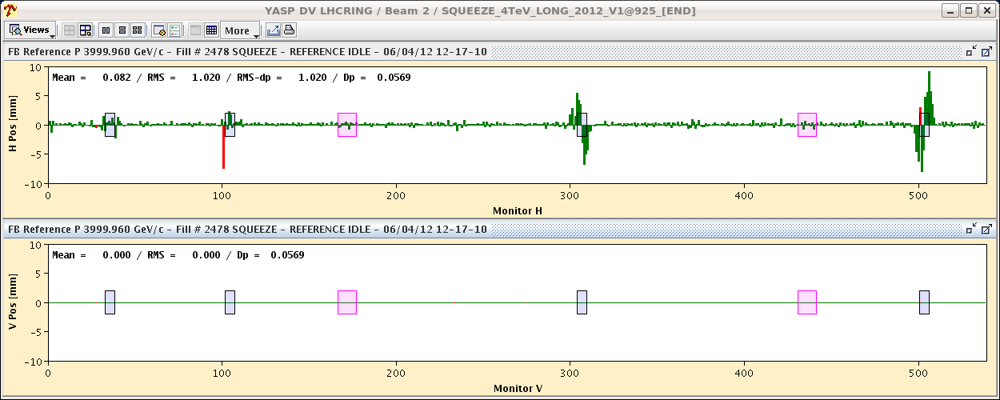 YASP DV LHCRING / Beam 2 / SQUEEZE_4TeV_LONG_2012_V1@925_[END]
Views More
FB Reference P 3999.960 GeV/c - Fill # 2478 SQUEEZE - REFERENCE IDLE - 06/04/12 12-17-10
Mean = 0.082 / RMS = 1.020 / RMS-dp = 1.020 / Dp = 0.0569
H Pos [mm]
10
5
0
-5
-10
0 100 200 300 400 500
Monitor H
FB Reference P 3999.960 GeV/c - Fill # 2478 SQUEEZE - REFERENCE IDLE - 06/04/12 12-17-10
Mean = 0.000 / RMS = 0.000 / Dp = 0.0569
V Pos [mm]
10
5
0
-5
-10
0 100 200 300 400 500
Monitor V